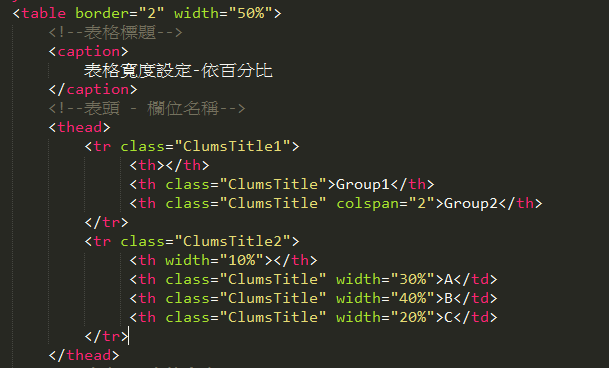 <table border="2" width="50%">
<!--表格標題-->
<caption>
表格寬度設定-依百分比
</caption>
<!--表頭 - 欄位名稱-->
<thead>
<tr class="ClumsTitle1">
<th></th>
<th class="ClumsTitle">Group1</th>
<th class="ClumsTitle" colspan="2">Group2</th>
</tr>
<tr class="ClumsTitle2">
<th width="10%"></th>
<th class="ClumsTitle" width="30%">A</td>
<th class="ClumsTitle" width="40%">B</td>
<th class="ClumsTitle" width="20%">C</td>
</tr>
</thead>